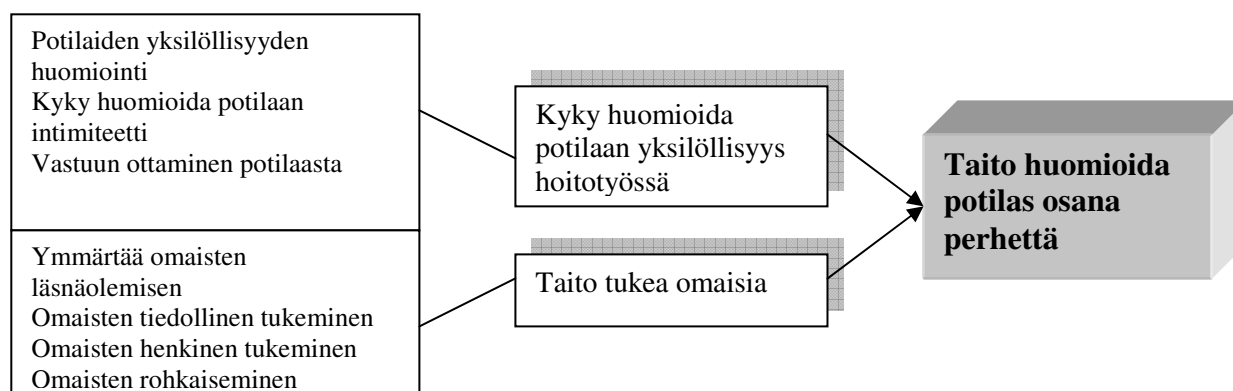 Potilaiden yksilöllisyyden
huomiointi
Kyky huomioida potilaan
intimiteetti
Vastuun ottaminen potilaasta
Ymmärtää omaisten
läsnäolemisen
Omaisten tiedollinen tukeminen
Omaisten henkinen tukeminen
Omaisten rohkaiseminen
Kyky huomioida
potilaan yksilöllisyys
hoitotyössä
Taito tukea omaisia
Taito huomioida
potilas osana
perhettä